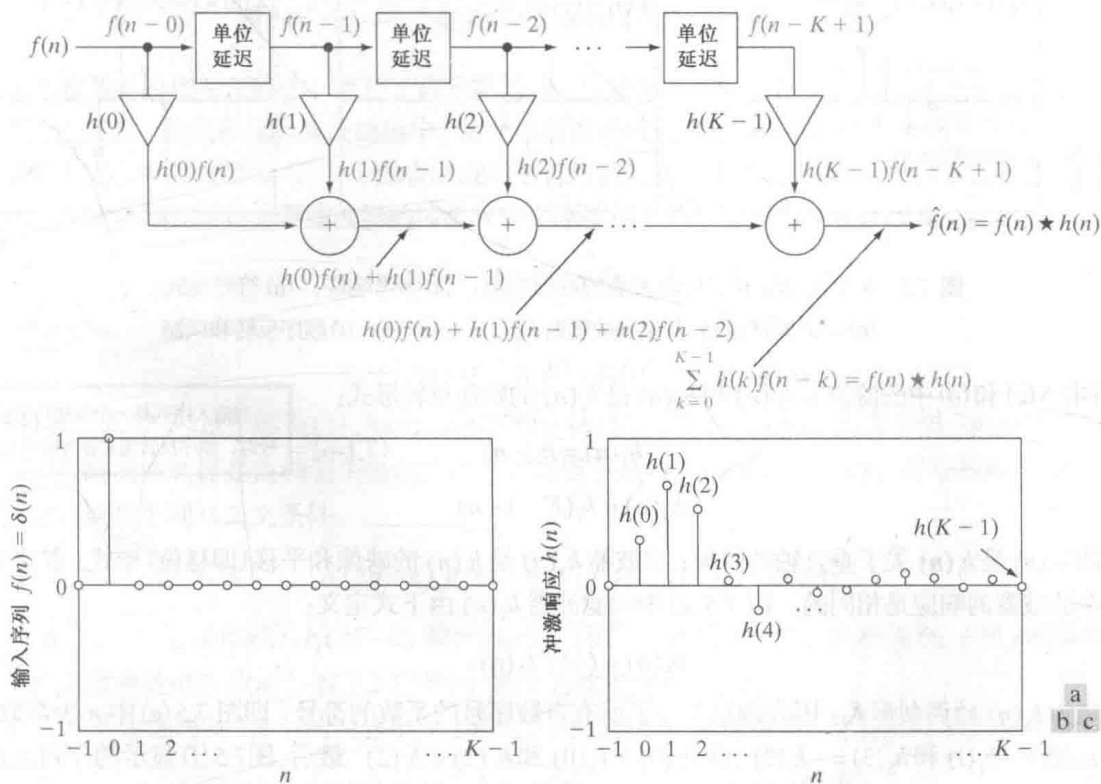 f(n) f(n−0) 单位延迟 f(n−1) 单位延迟 f(n−2) ··· 单位延迟 f(n−K+1)
h(0) h(1) h(2) h(K−1)
h(0)f(n) h(1)f(n−1) h(2)f(n−2) h(K−1)f(n−K+1)
+ + ··· + f̂(n) = f(n)★h(n)
h(0)f(n) + h(1)f(n−1)
h(0)f(n) + h(1)f(n−1) + h(2)f(n−2)
\sum_{k=0}^{K−1} h(k)f(n−k) = f(n)★h(n)
输入序列 f(n) = δ(n)
1
0
−1
−1 0 2 ... K−1
n
冲激响应 h(n)
1
0
−1
h(0)
h(1)
h(2)
h(3)
h(4)
...
h(K−1)
−1 0 2 ... K−1
n
a
b c